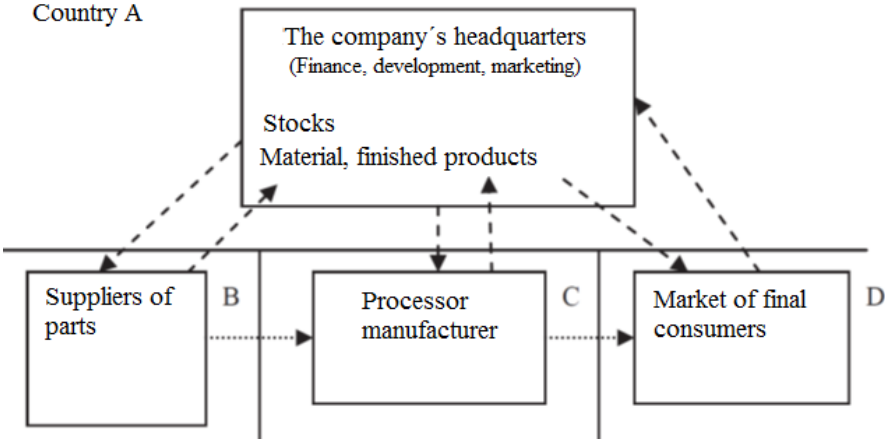 Country A
The company´s headquarters
(Finance, development, marketing)
Stocks
Material, finished products
Suppliers of
parts
B
Processor
manufacturer
C
Market of final
consumers
D